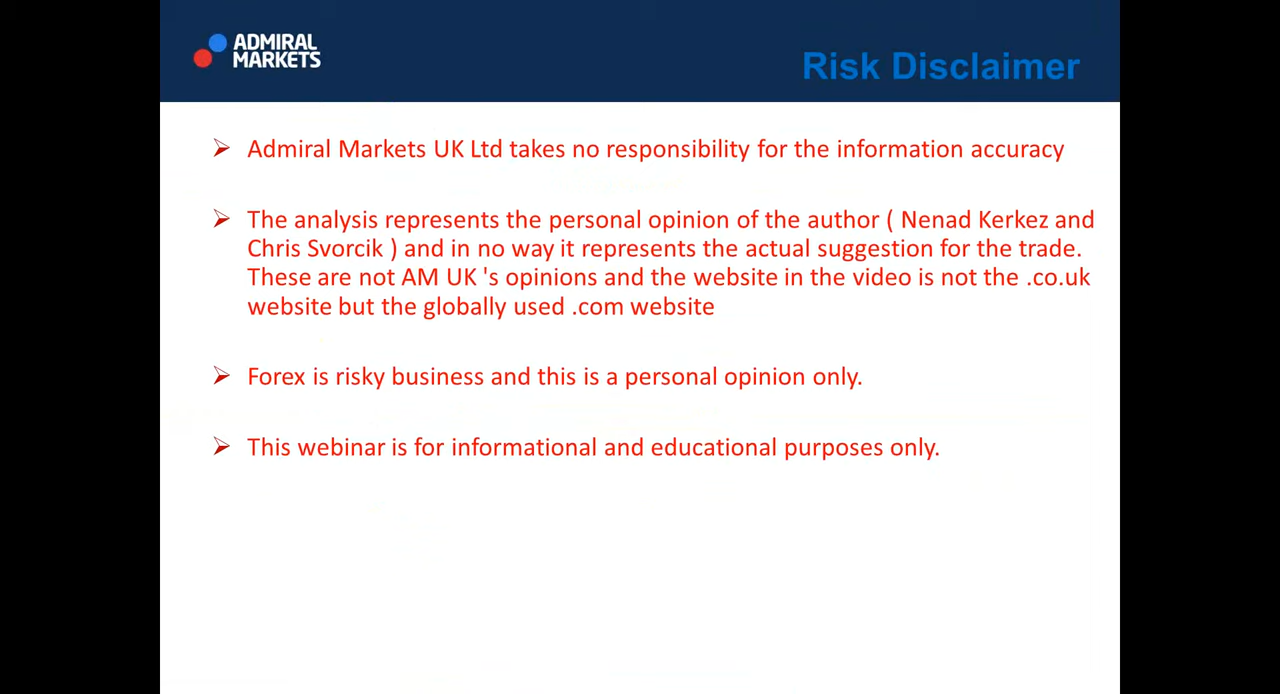 ADMIRAL
MARKETS
Risk Disclaimer
Admiral Markets UK Ltd takes no responsibility for the information accuracy
The analysis represents the personal opinion of the author ( Nenad Kerkez and
Chris Svorcik ) and in no way it represents the actual suggestion for the trade.
These are not AM UK 's opinions and the website in the video is not the .co.uk
website but the globally used .com website
Forex is risky business and this is a personal opinion only.
This webinar is for informational and educational purposes only.